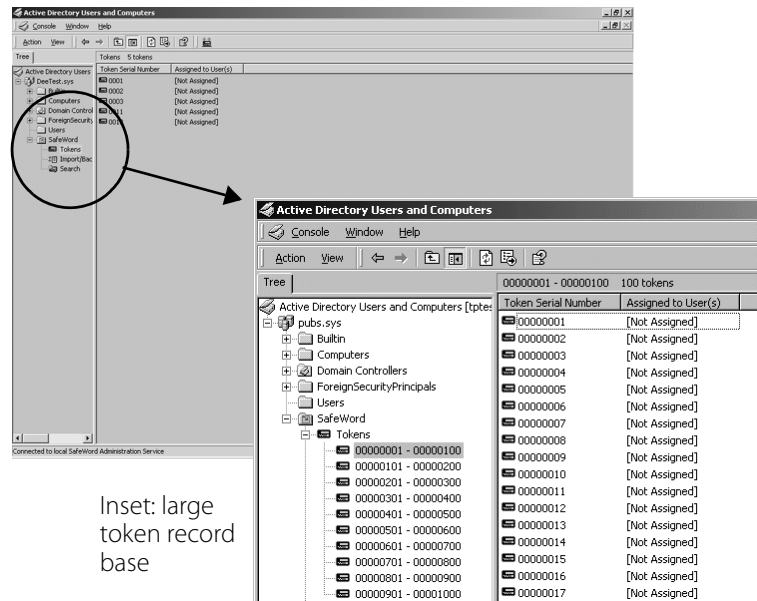 Active Directory Users and Computers
Console Window Help
Action View
Tree
Tokens 5 tokens
Active Directory Users
DeeTest.sys
Builtin
Computers
Domain Control
ForeignSecurity
Users
SafeWord
Tokens
Import/Bac
Search
Token Serial Number Assigned to User(s)
0001 [Not Assigned]
0002 [Not Assigned]
0003 [Not Assigned]
0011 [Not Assigned]
[Not Assigned]
Connected to local SafeWord Administration Service
Inset: large
token record
base
Active Directory Users and Computers
Console Window Help
Action View
Tree
00000001 - 00000100 100 tokens
Active Directory Users and Computers [tptes
pubs.sys
Builtin
Computers
Domain Controllers
ForeignSecurityPrincipals
Users
SafeWord
Tokens
00000001 - 00000100
00000101 - 00000200
00000201 - 00000300
00000301 - 00000400
00000401 - 00000500
00000501 - 00000600
00000601 - 00000700
00000701 - 00000800
00000801 - 00000900
00000901 - 00001000
Token Serial Number Assigned to User(s)
00000001 [Not Assigned]
00000002 [Not Assigned]
00000003 [Not Assigned]
00000004 [Not Assigned]
00000005 [Not Assigned]
00000006 [Not Assigned]
00000007 [Not Assigned]
00000008 [Not Assigned]
00000009 [Not Assigned]
00000010 [Not Assigned]
00000011 [Not Assigned]
00000012 [Not Assigned]
00000013 [Not Assigned]
00000014 [Not Assigned]
00000015 [Not Assigned]
00000016 [Not Assigned]
00000017 [Not Assigned]